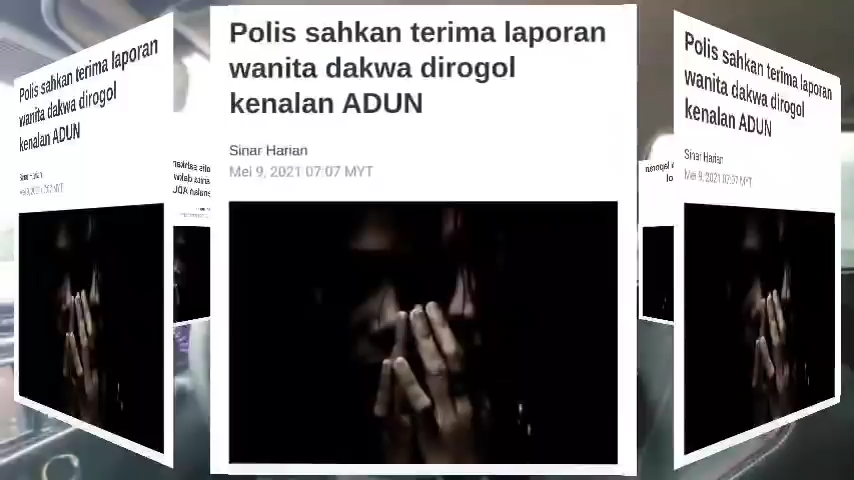 Polis sahkan terima laporan
wanita dakwa dirogol
kenalan ADUN
Sinar Harian
Mei 9, 2021 07:07 MYT
Polis sahkan terima laporan
wanita dakwa dirogol
kenalan ADUN
Sinar Harian
Polis sahkan terima laporan
wanita dakwa dirogol
kenalan ADUN
Sinar Harian
Mei 9, 2021 07:07 MYT